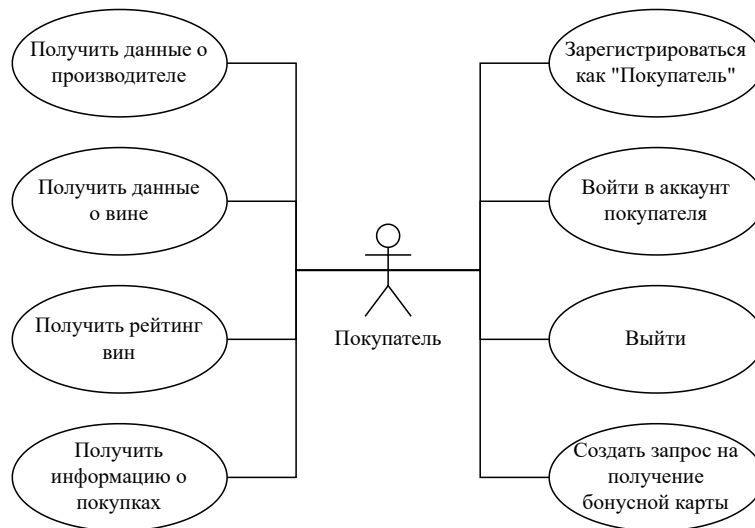 Получить данные о
производителе
Зарегистрироваться
как "Покупатель"
Получить данные
о вине
Войти в аккаунт
покупателя
Покупатель
Получить рейтинг
вин
Выйти
Получить
информацию о
покупках
Создать запрос на
получение
бонусной карты